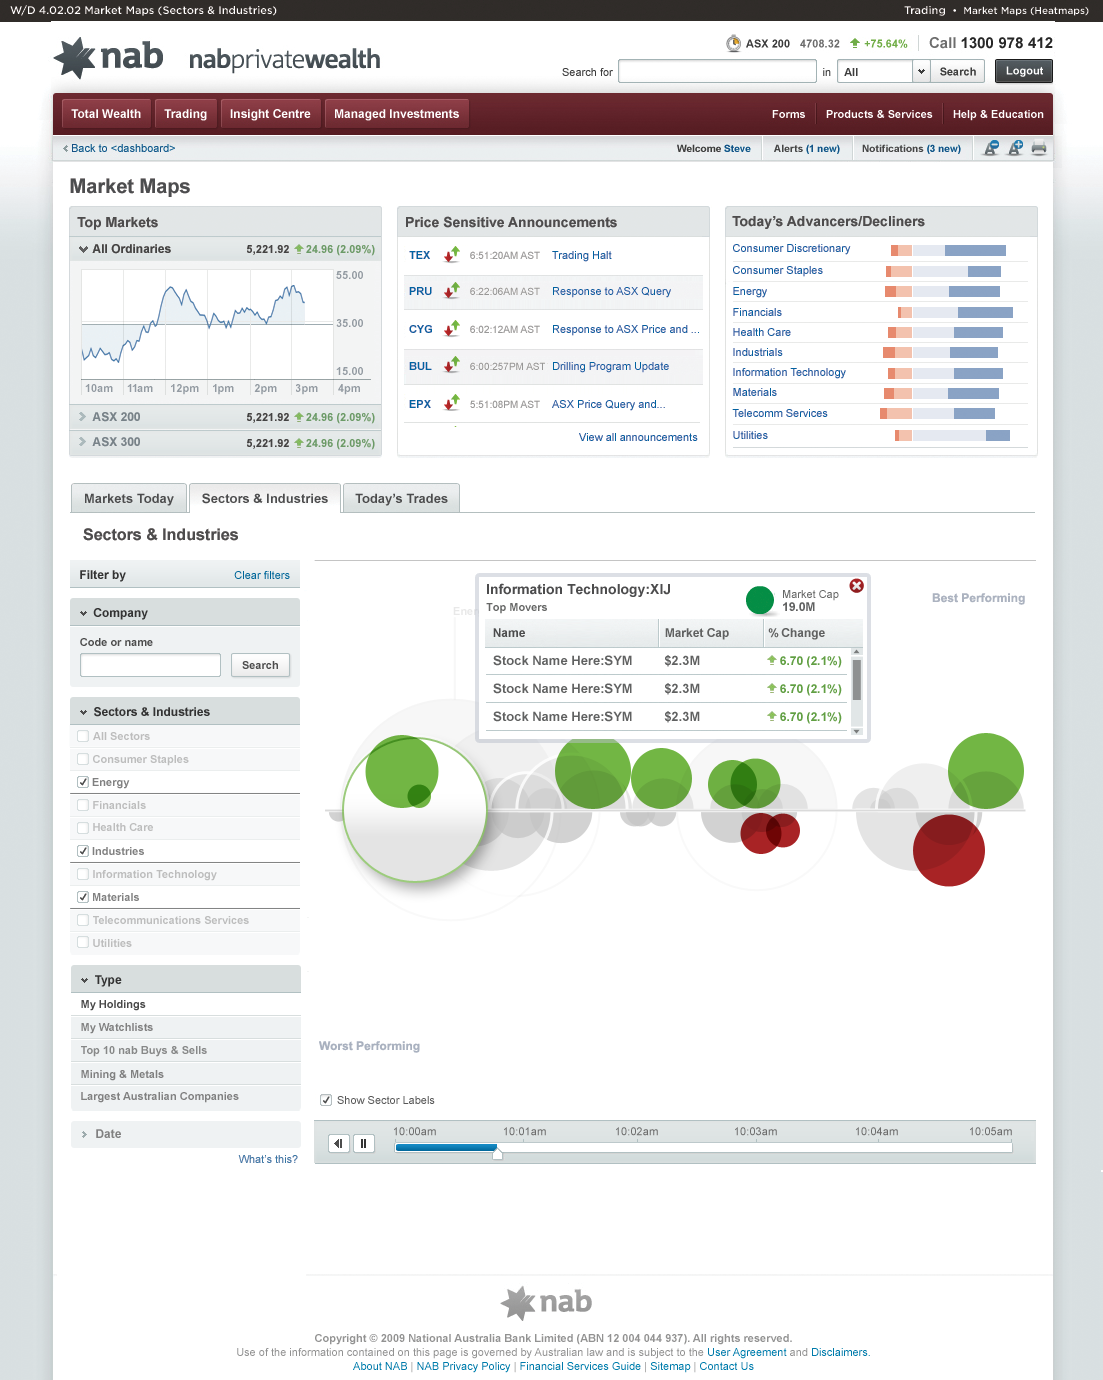 W/D 4.02.02 Market Maps (Sectors & Industries)
Trading • Market Maps (Heatmaps)
nab nabprivatewealth
ASX 200 4708.32 +75.64% Call 1300 978 412
Search for in All Search Logout
Total Wealth Trading Insight Centre Managed Investments Forms Products & Services Help & Education
Back to <dashboard> Welcome Steve Alerts (1 new) Notifications (3 new)
Market Maps
Top Markets
All Ordinaries 5,221.92 24.96 (2.09%)
55.00
35.00
15.00
10am 11am 12pm 1pm 2pm 3pm 4pm
ASX 200 5,221.92 24.96 (2.09%)
ASX 300 5,221.92 24.96 (2.09%)
Price Sensitive Announcements
TEX 6:51:20AM AST Trading Halt
PRU 6:22:06AM AST Response to ASX Query
CYG 6:02:12AM AST Response to ASX Price and ...
BUL 6:00:257PM AST Drilling Program Update
EPX 5:51:08PM AST ASX Price Query and...
View all announcements
Today's Advancers/Decliners
Consumer Discretionary
Consumer Staples
Energy
Financials
Health Care
Industrials
Information Technology
Materials
Telecomm Services
Utilities
Markets Today Sectors & Industries Today's Trades
Sectors & Industries
Filter by Clear filters
Company
Code or name
Search
Sectors & Industries
All Sectors
Consumer Staples
Energy
Financials
Health Care
Industries
Information Technology
Materials
Telecommunications Services
Utilities
Type
My Holdings
My Watchlists
Top 10 nab Buys & Sells
Mining & Metals
Largest Australian Companies
Date
What's this?
Ener
Information Technology:XIJ
Top Movers
Market Cap
19.0M
Name Market Cap % Change
Stock Name Here:SYM $2.3M 6.70 (2.1%)
Stock Name Here:SYM $2.3M 6.70 (2.1%)
Stock Name Here:SYM $2.3M 6.70 (2.1%)
Best Performing
Worst Performing
Show Sector Labels
10:00am 10:01am 10:02am 10:03am 10:04am 10:05am
nab
Copyright © 2009 National Australia Bank Limited (ABN 12 004 044 937). All rights reserved.
Use of the information contained on this page is governed by Australian law and is subject to the User Agreement and Disclaimers.
About NAB | NAB Privacy Policy | Financial Services Guide | Sitemap | Contact Us